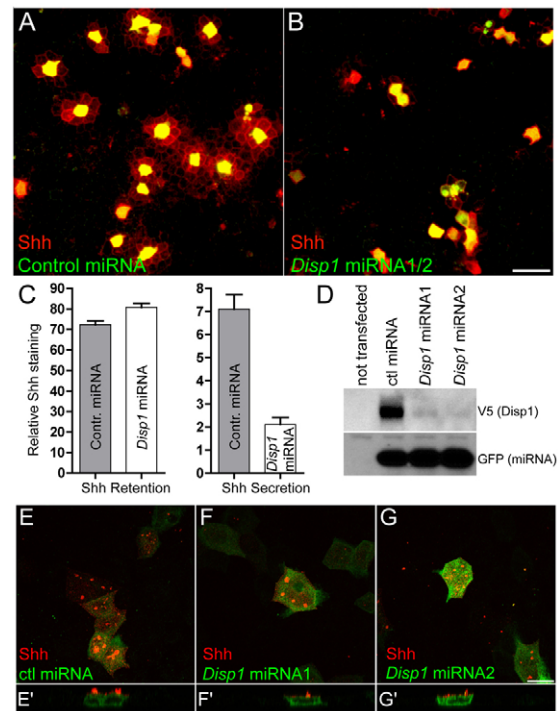 A
B
Shh
Control miRNA
Shh
Disp1 miRNA1/2
C
D
Relative Shh staining
90
80
70
60
50
40
30
20
10
0
Contr. miRNA
Disp1 miRNA
Shh Retention
8
7
6
5
4
3
2
1
0
Contr. miRNA
Disp1 miRNA
Shh Secretion
not transfected
ctl miRNA
Disp1 miRNA1
Disp1 miRNA2
V5 (Disp1)
GFP (miRNA)
E
F
G
Shh
ctl miRNA
Shh
Disp1 miRNA1
Shh
Disp1 miRNA2
E'
F'
G'